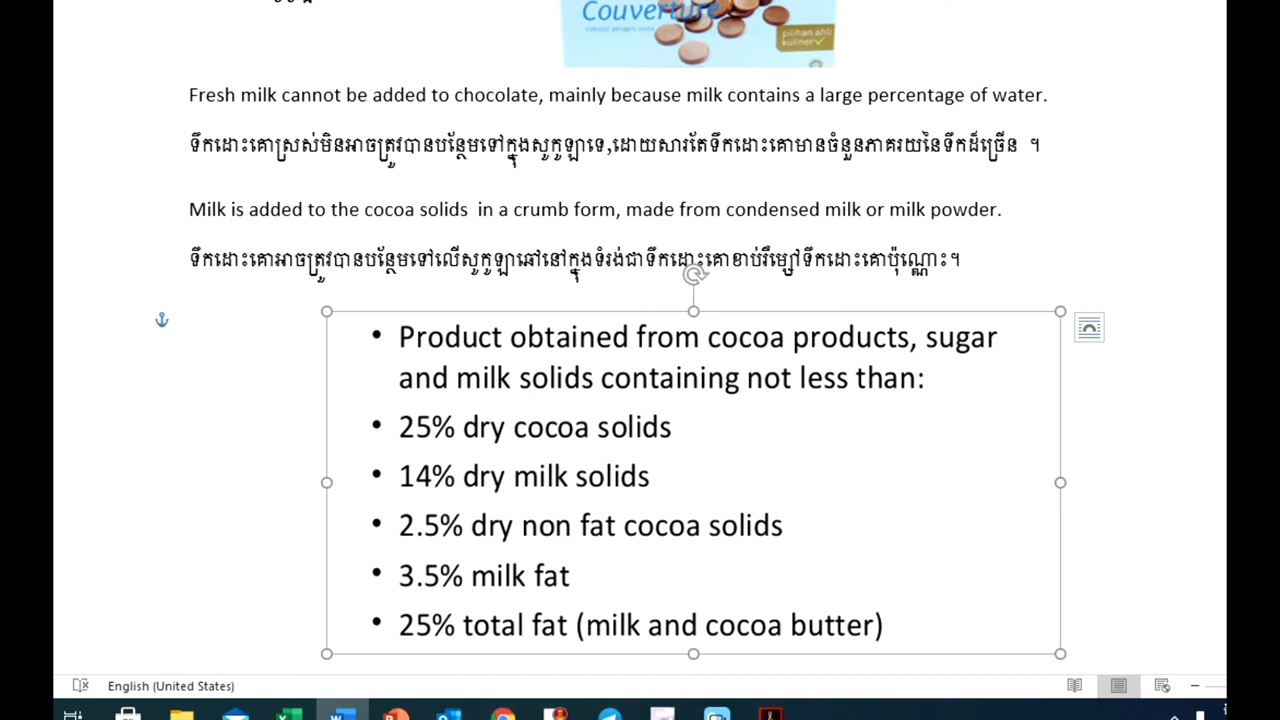 Couverture
cokelat pelapis susu
pilihan ahli
kuliner
Fresh milk cannot be added to chocolate, mainly because milk contains a large percentage of water.
ទឹកដោះគោស្រស់មិនអាចត្រូវបានបន្ថែមទៅក្នុងសូកូឡាទេ,ដោយសារតែទឹកដោះគោមានចំនួនភាគរយនៃទឹកដ៏ច្រើន ។
Milk is added to the cocoa solids  in a crumb form, made from condensed milk or milk powder.
ទឹកដោះគោអាចត្រូវបានបន្ថែមទៅលើសូកូឡាឆៅនៅក្នុងទំរង់ជាទឹកដោះគោខាប់រឺម្សៅទឹកដោះគោប៉ុណ្ណោះ។
• Product obtained from cocoa products, sugar
and milk solids containing not less than:
• 25% dry cocoa solids
• 14% dry milk solids
• 2.5% dry non fat cocoa solids
• 3.5% milk fat
• 25% total fat (milk and cocoa butter)
English (United States)